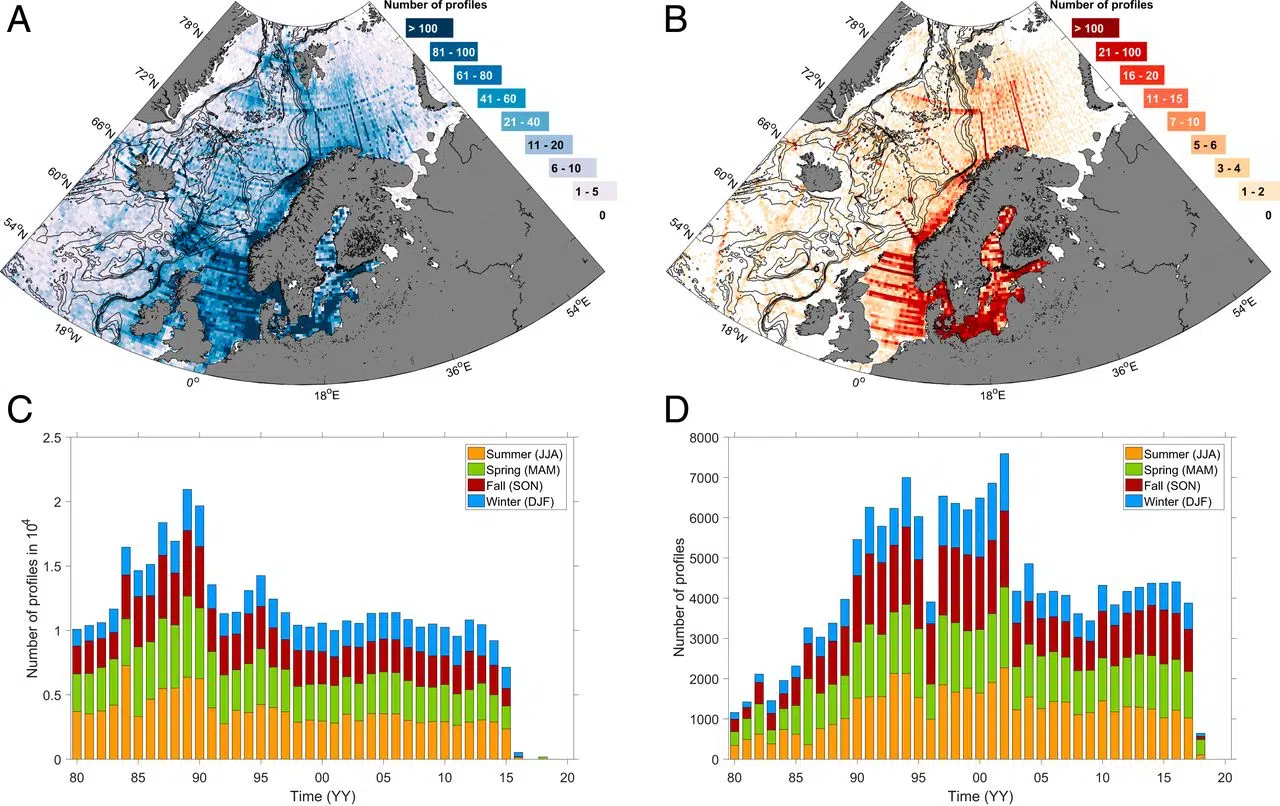 A
Number of profiles
> 100
81 - 100
61 - 80
41 - 60
21 - 40
11 - 20
6 - 10
1 - 5
0
78°N
72°N
66°N
60°N
54°N
18°W
0°
18°E
36°E
54°E
B
Number of profiles
> 100
21 - 100
16 - 20
11 - 15
7 - 10
5 - 6
3 - 4
1 - 2
0
78°N
72°N
66°N
60°N
54°N
18°W
0°
18°E
36°E
54°E
C
2.5
2
1.5
1
0.5
0
Number of profiles in 10⁴
Summer (JJA)
Spring (MAM)
Fall (SON)
Winter (DJF)
80 85 90 95 00 05 10 15 20
Time (YY)
D
8000
7000
6000
5000
4000
3000
2000
1000
0
Number of profiles
Summer (JJA)
Spring (MAM)
Fall (SON)
Winter (DJF)
80 85 90 95 00 05 10 15 20
Time (YY)